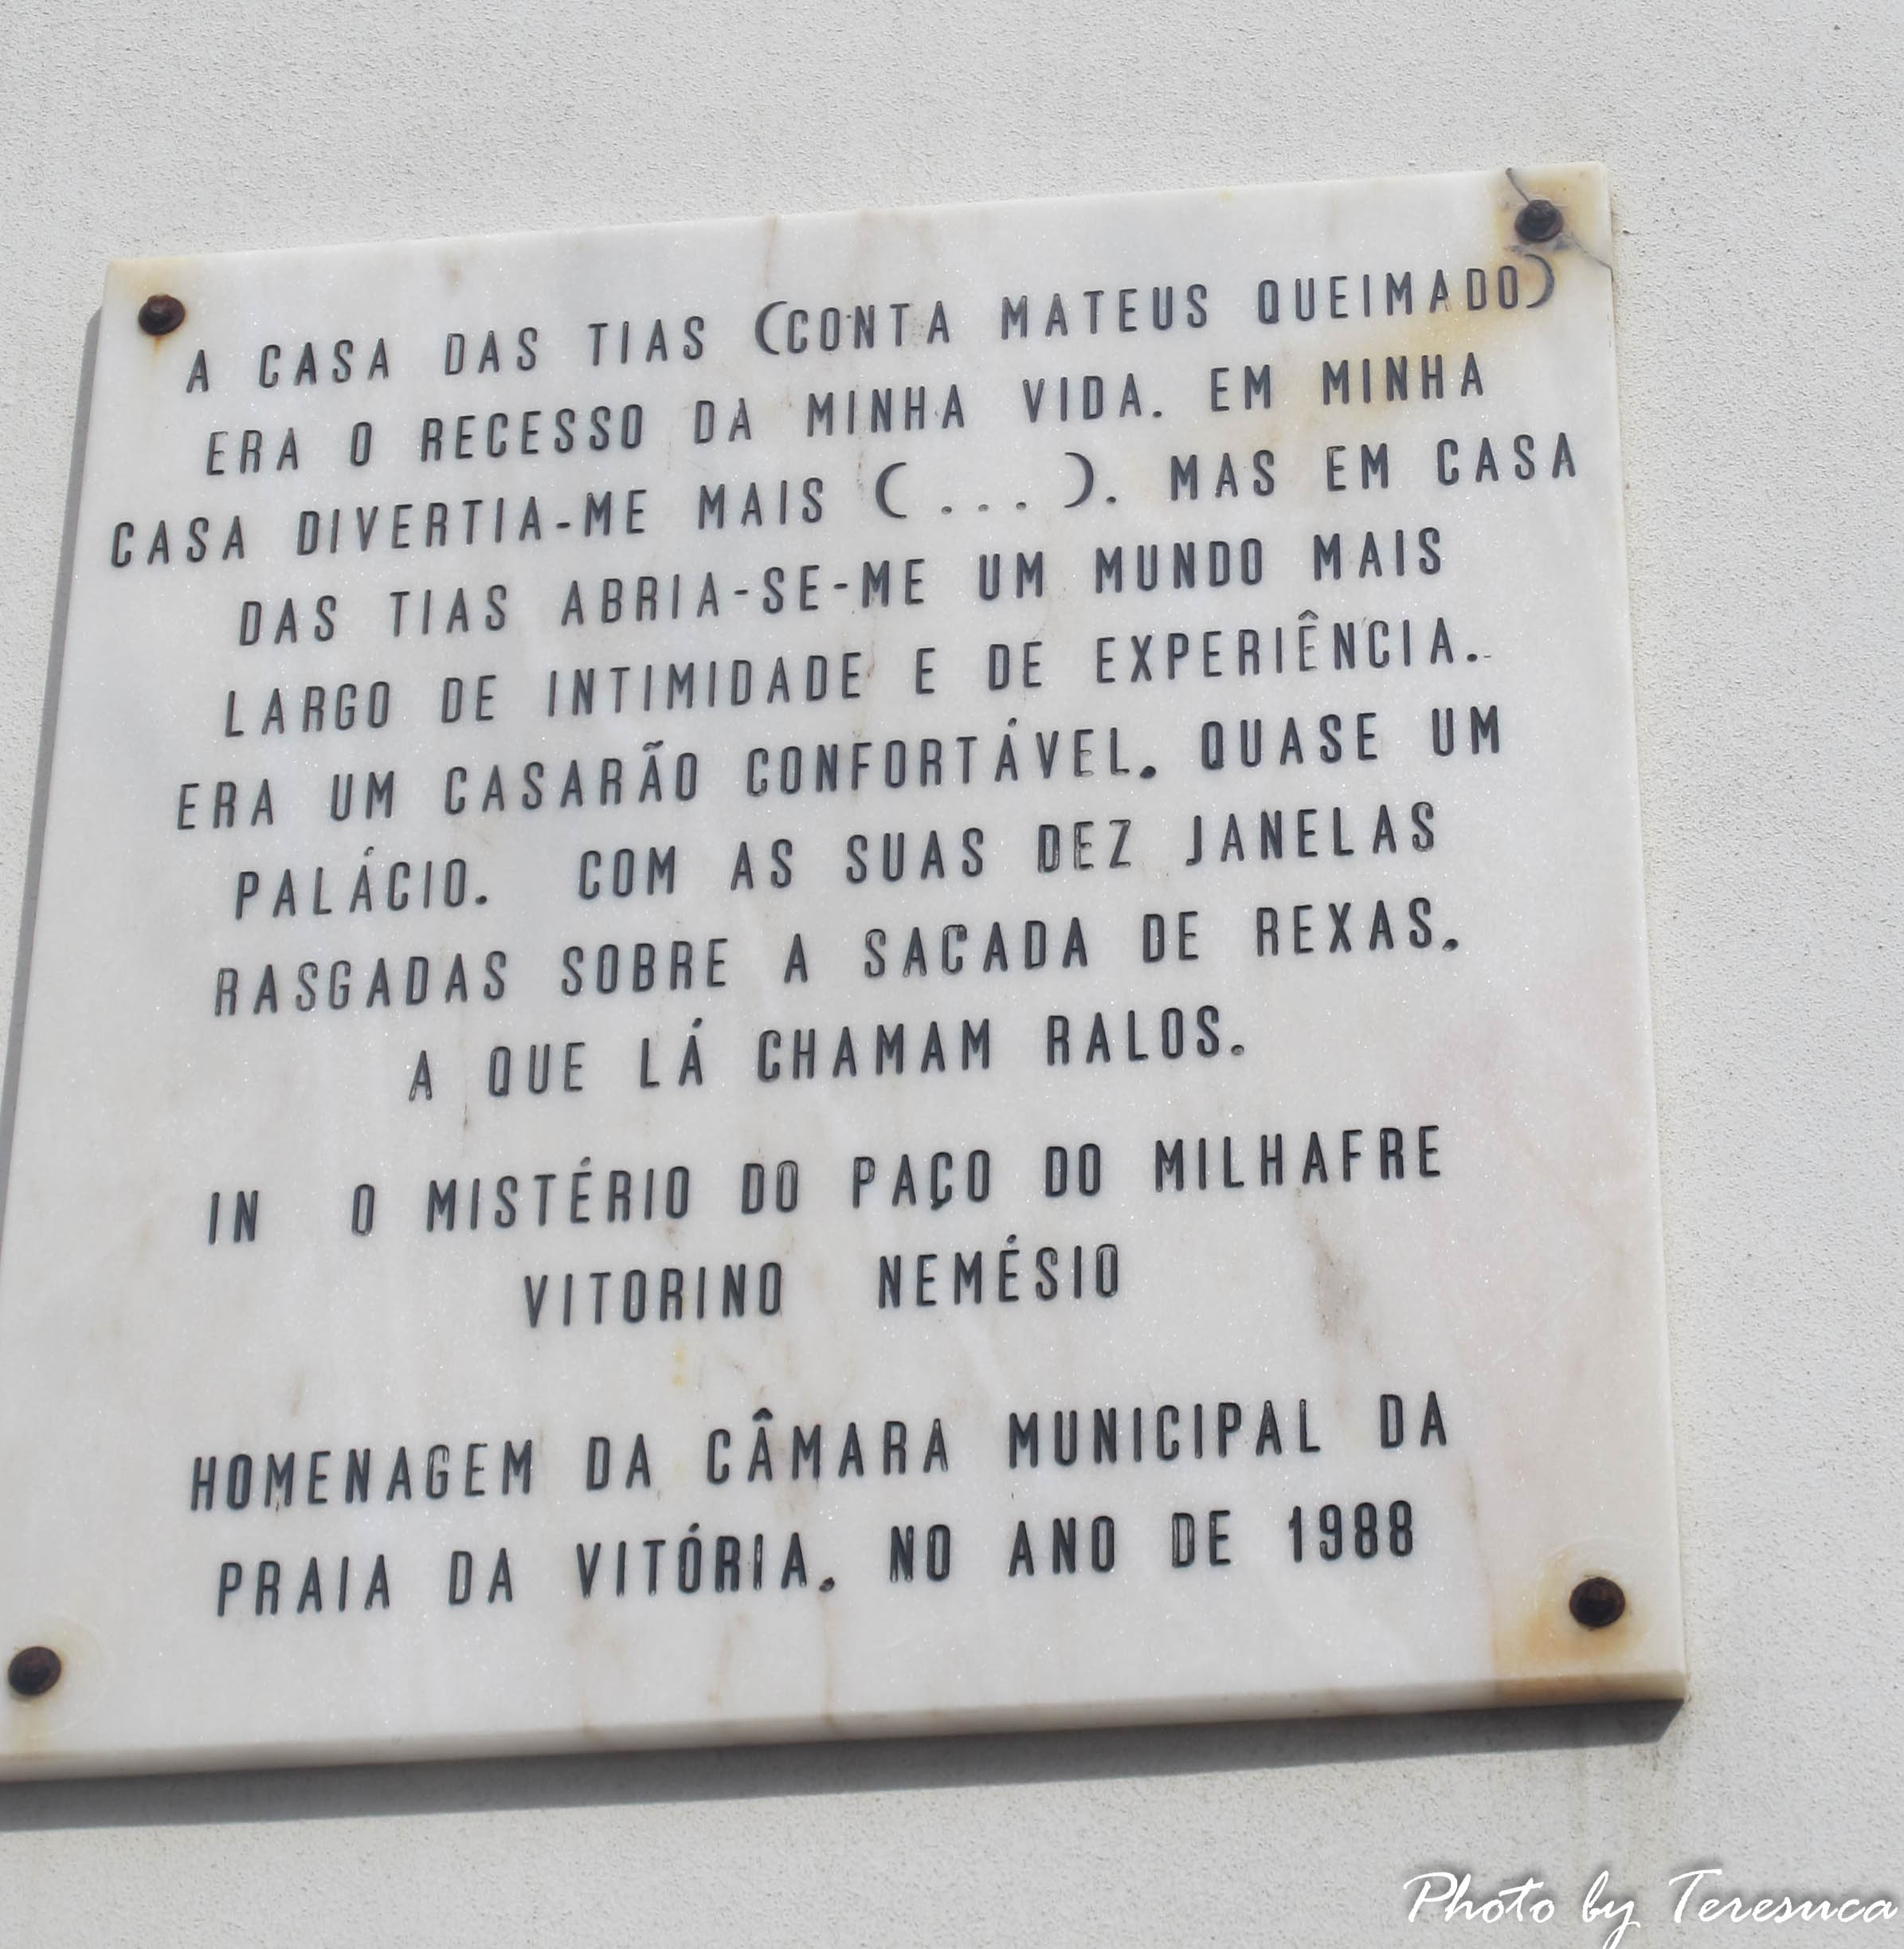 A CASA DAS TIAS (CONTA MATEUS QUEIMADO)
ERA O RECESSO DA MINHA VIDA. EM MINHA
CASA DIVERTIA-ME MAIS (...). MAS EM CASA
DAS TIAS ABRIA-SE-ME UM MUNDO MAIS
LARGO DE INTIMIDADE E DE EXPERIÊNCIA.
ERA UM CASARÃO CONFORTÁVEL. QUASE UM
PALÁCIO. COM AS SUAS DEZ JANELAS
RASGADAS SOBRE A SACADA DE REXAS.
A QUE LÁ CHAMAM RALOS.
IN O MISTÉRIO DO PAÇO DO MILHAFRE
VITORINO NEMÉSIO
HOMENAGEM DA CÂMARA MUNICIPAL DA
PRAIA DA VITÓRIA. NO ANO DE 1988
Photo by Teresuca